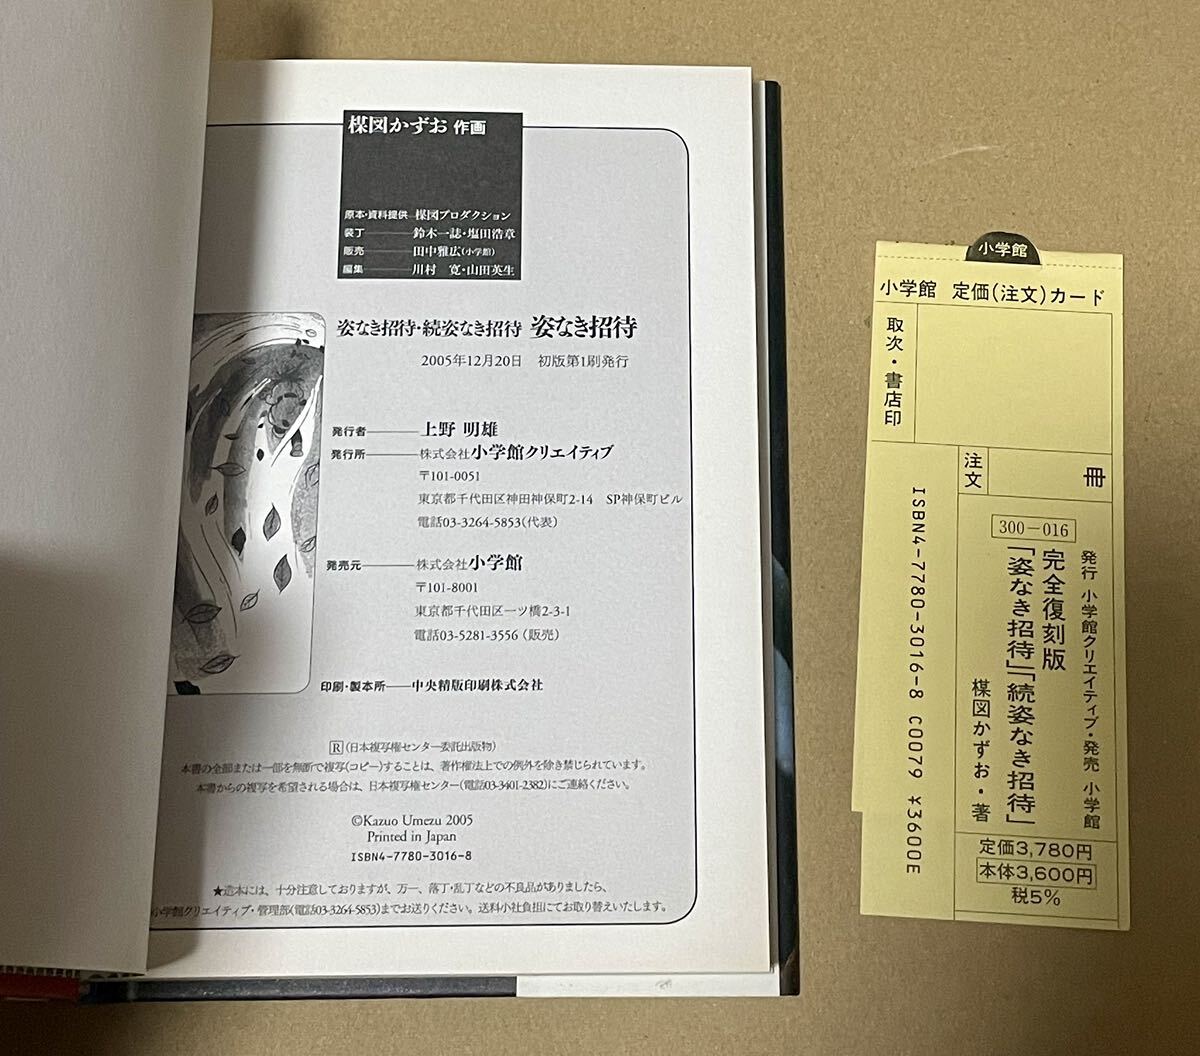 楳図かずお 作画
原本・資料提供 楳図プロダクション
装丁 鈴木一誌・塩田浩章
販売 田中雅広(小学館)
編集 川村 寛・山田英生
姿なき招待・続姿なき招待 姿なき招待
2005年12月20日 初版第1刷発行
発行者 上野 明雄
発行所 株式会社小学館クリエイティブ
〒101-0051
東京都千代田区神田神保町2-14 SP神保町ビル
電話03-3264-5853(代表)
発売元 株式会社小学館
〒101-8001
東京都千代田区一ツ橋2-3-1
電話03-5281-3556(販売)
印刷・製本所 中央精版印刷株式会社
R(日本複写権センター委託出版物)
本書の全部または一部を無断で複写(コピー)することは、著作権法上での例外を除き禁じられています。
本書からの複写を希望される場合は、日本複写権センター(電話03-3401-2382)にご連絡ください。
©Kazuo Umezu 2005
Printed in Japan
ISBN4-7780-3016-8
★造本には、十分注意しておりますが、万一、落丁・乱丁などの不良品がありましたら、
小学館クリエイティブ・管理部(電話03-3264-5853)までお送りください。送料小社負担にてお取り替えいたします。
小学館
小学館 定価(注文)カード
取次・書店印
注文
冊
300-016
発行 小学館クリエイティブ・発売 小学館
完全復刻版
「姿なき招待」「続姿なき招待」
楳図かずお・著
ISBN4-7780-3016-8 C0079 ¥3600E
定価3,780円
本体3,600円
税5%